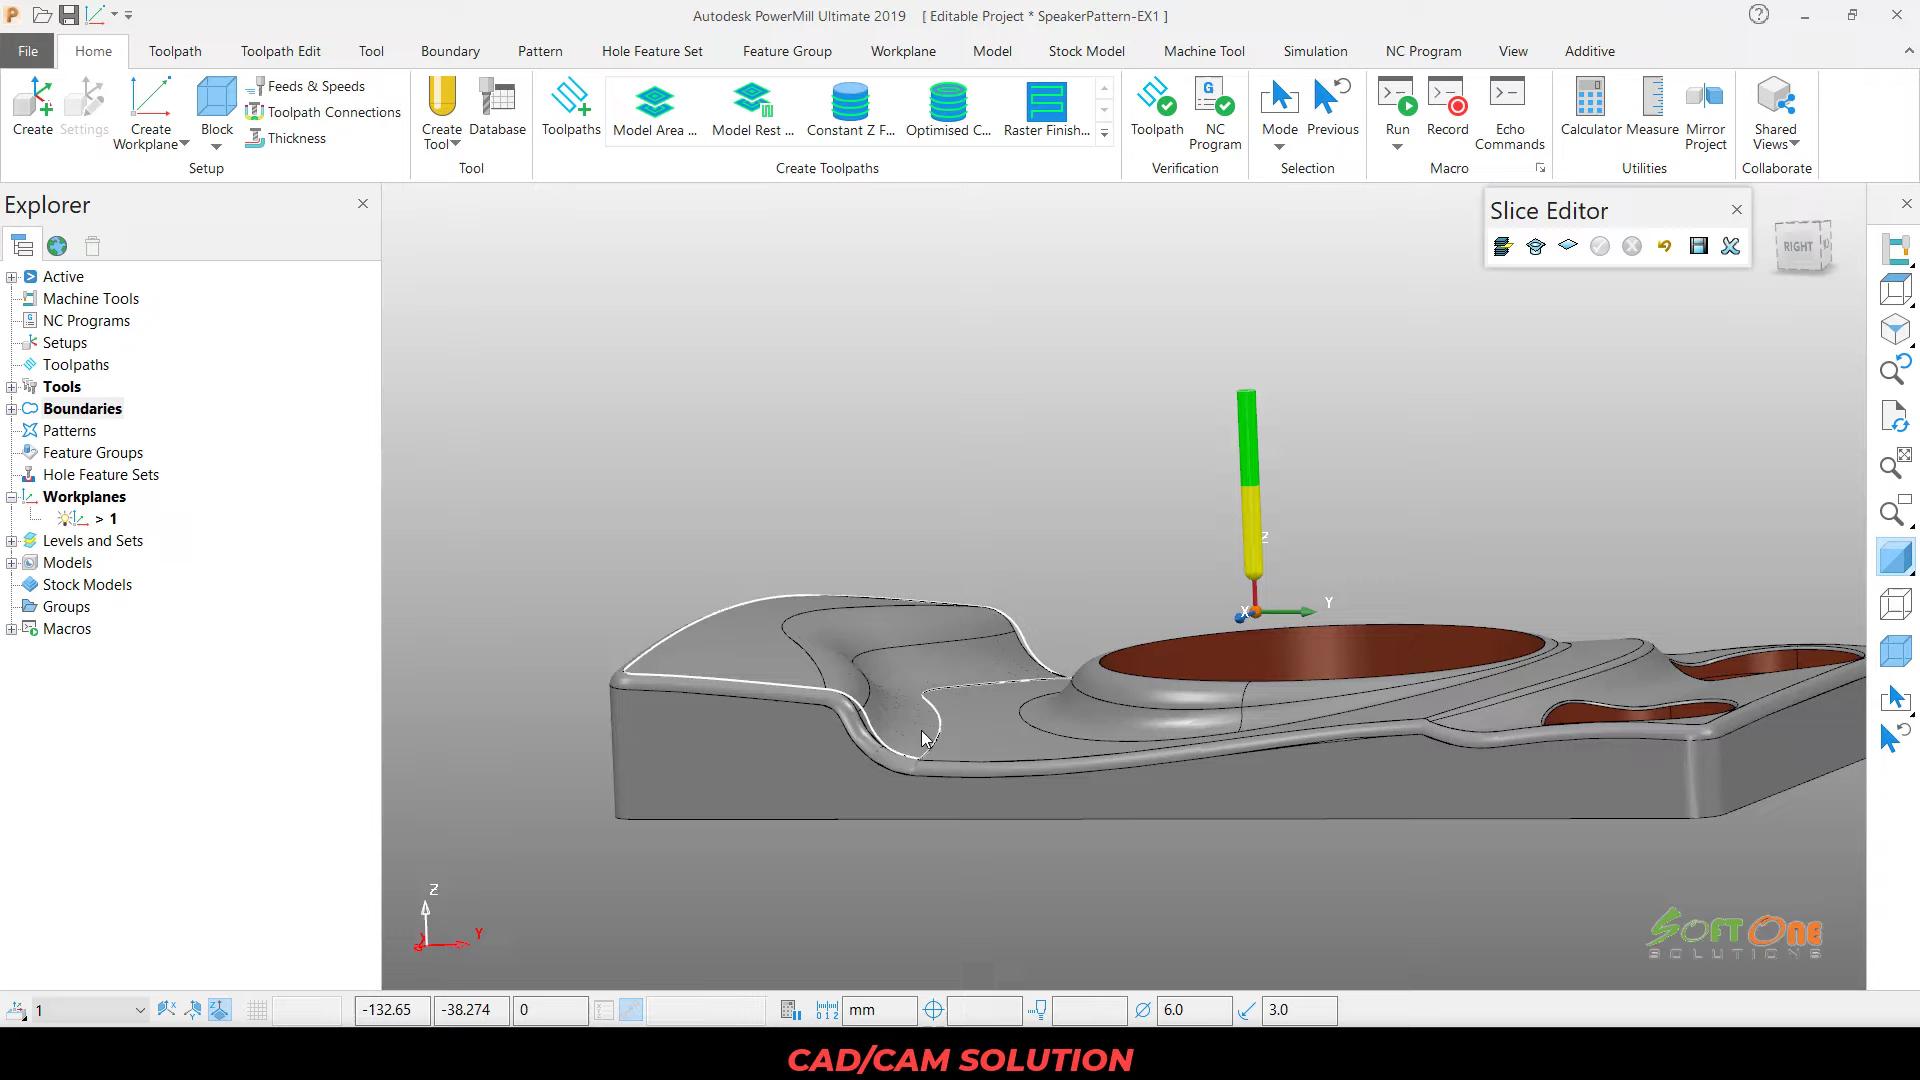 Autodesk PowerMill Ultimate 2019 [ Editable Project * SpeakerPattern-EX1 ]
File Home Toolpath Toolpath Edit Tool Boundary Pattern Hole Feature Set Feature Group Workplane Model Stock Model Machine Tool Simulation NC Program View Additive
Create
Settings
Create
Workplane
Block
Feeds & Speeds
Toolpath Connections
Thickness
Setup
Create
Tool
Database
Tool
Toolpaths
Model Area ...
Model Rest ...
Constant Z F...
Optimised C...
Raster Finish...
Create Toolpaths
Toolpath
NC
Program
Verification
Mode
Previous
Selection
Run
Record
Echo
Commands
Macro
Calculator
Measure
Mirror
Project
Utilities
Shared
Views
Collaborate
Explorer
Active
Machine Tools
NC Programs
Setups
Toolpaths
Tools
Boundaries
Patterns
Feature Groups
Hole Feature Sets
Workplanes
> 1
Levels and Sets
Models
Stock Models
Groups
Macros
Slice Editor
RIGHT
Z
X
Y
Z
Y
SOFTONE
SOLUTIONS
1
-132.65
-38.274
0
mm
6.0
3.0
CAD/CAM SOLUTION